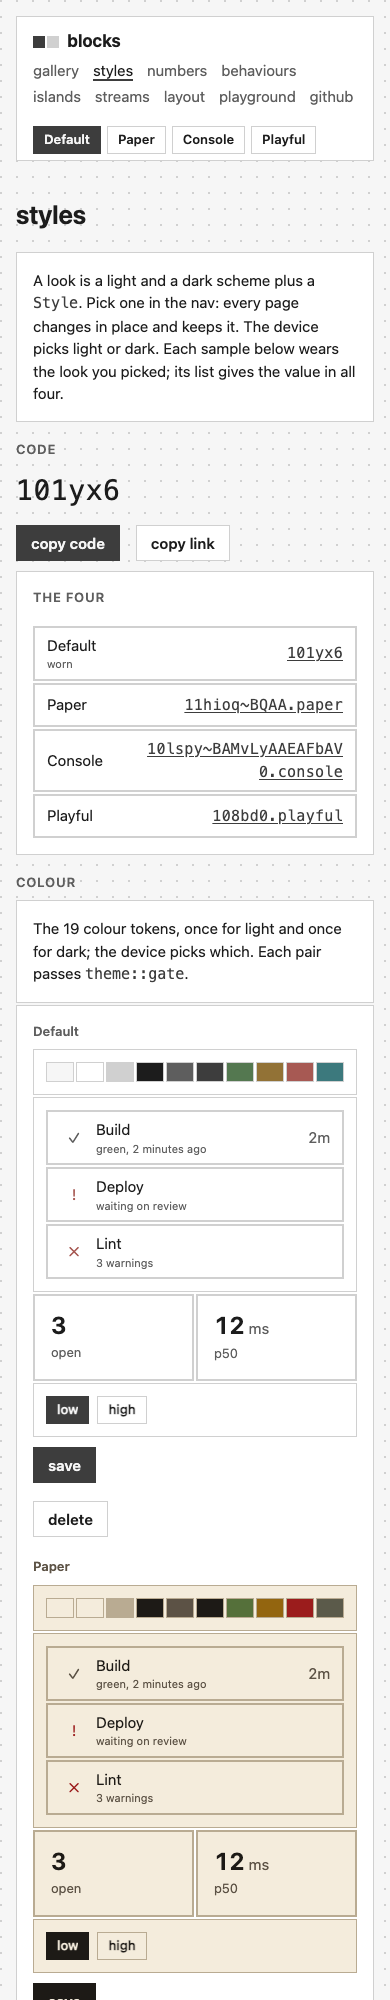 blocks
gallery styles numbers behaviours
islands streams layout playground github
Default Paper Console Playful
styles
A look is a light and a dark scheme plus a
Style. Pick one in the nav: every page
changes in place and keeps it. The device
picks light or dark. Each sample below wears
the look you picked; its list gives the value in all
four.
CODE
101yx6
copy code copy link
THE FOUR
Default 101yx6
worn
Paper 11hioq~BQAA.paper
Console 10lspy~BAMvLyAAEAFbAV
0.console
Playful 108bd0.playful
COLOUR
The 19 colour tokens, once for light and once
for dark; the device picks which. Each pair
passes theme::gate.
Default
✓ Build 2m
green, 2 minutes ago
! Deploy
waiting on review
× Lint
3 warnings
3 12 ms
open p50
low high
save
delete
Paper
✓ Build 2m
green, 2 minutes ago
! Deploy
waiting on review
× Lint
3 warnings
3 12 ms
open p50
low high